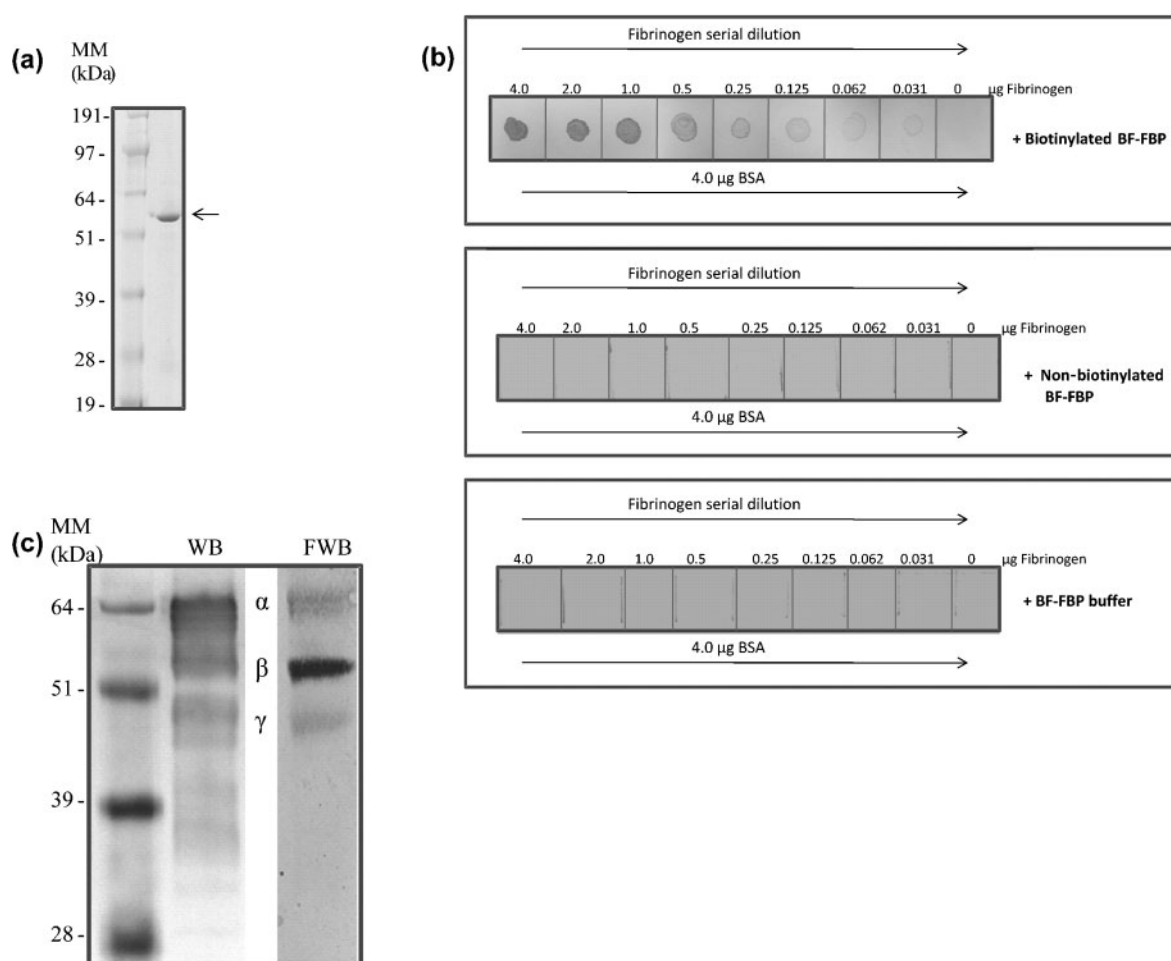 (a)
MM
(kDa)
191-
97-
64-
51-
39-
28-
19-
(b)
Fibrinogen serial dilution
4.0 2.0 1.0 0.5 0.25 0.125 0.062 0.031 0 µg Fibrinogen
+ Biotinylated BF-FBP
4.0 µg BSA
Fibrinogen serial dilution
4.0 2.0 1.0 0.5 0.25 0.125 0.062 0.031 0 µg Fibrinogen
+ Non-biotinylated
BF-FBP
4.0 µg BSA
Fibrinogen serial dilution
4.0 2.0 1.0 0.5 0.25 0.125 0.062 0.031 0 µg Fibrinogen
+ BF-FBP buffer
4.0 µg BSA
(c)
MM
(kDa)
WB FWB
64-
α
β
51-
γ
39-
28-